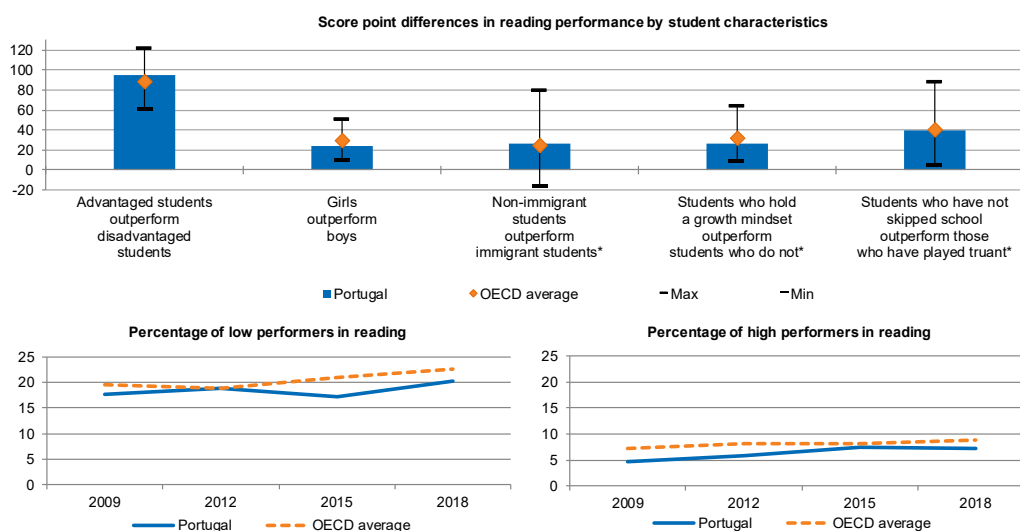 Score point differences in reading performance by student characteristics
120
100
80
60
40
20
0
-20
Advantaged students
outperform
disadvantaged
students
Girls
outperform
boys
Non-immigrant
students
outperform
immigrant students*
Students who hold
a growth mindset
outperform
students who do not*
Students who have not
skipped school
outperform those
who have played truant*
Portugal OECD average Max Min
Percentage of low performers in reading
25
20
15
10
5
0
2009 2012 2015 2018
Portugal OECD average
Percentage of high performers in reading
25
20
15
10
5
0
2009 2012 2015 2018
Portugal OECD average